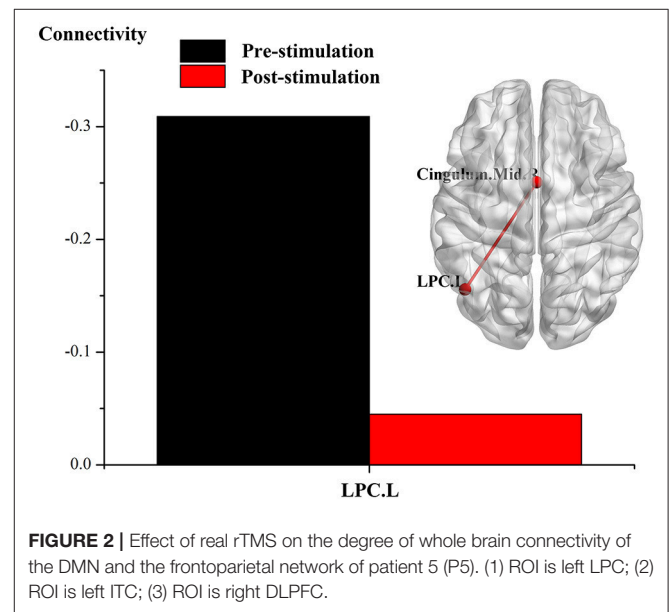 Connectivity
Pre-stimulation
Post-stimulation
-0.3
-0.2
-0.1
0.0
Cingulum.Mid.R
LPC.L
LPC.L
FIGURE 2 | Effect of real rTMS on the degree of whole brain connectivity of
the DMN and the frontoparietal network of patient 5 (P5). (1) ROI is left LPC; (2)
ROI is left ITC; (3) ROI is right DLPFC.